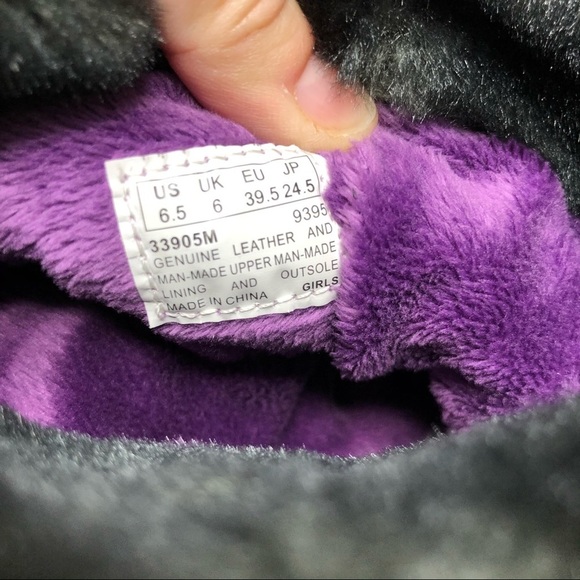 US UK EU JP
6.5 6 39.5 24.5
33905M 9395
GENUINE LEATHER AND
MAN-MADE UPPER MAN-MADE
LINING AND OUTSOLE
MADE IN CHINA GIRLS